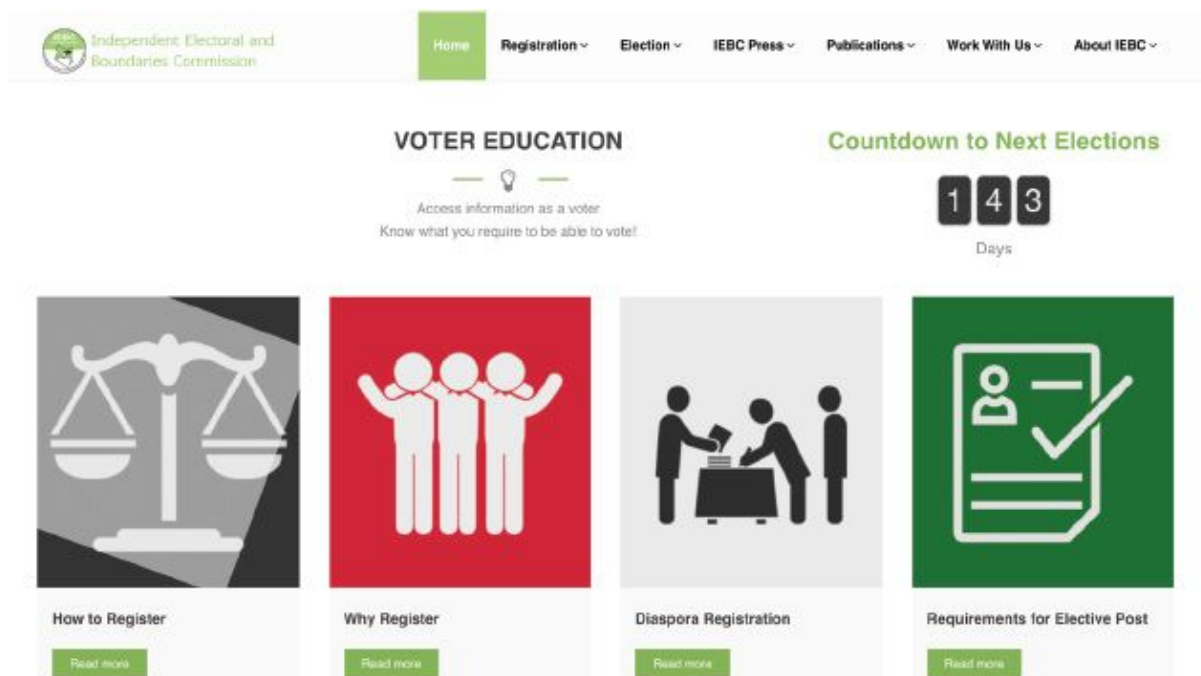 Independent Electoral and
Boundaries Commission
Home
Registration
Election
IEBC Press
Publications
Work With Us
About IEBC
VOTER EDUCATION
Access information as a voter
Know what you require to be able to vote!
Countdown to Next Elections
1 4 3
Days
How to Register
Read more
Why Register
Read more
Diaspora Registration
Read more
Requirements for Elective Post
Read more